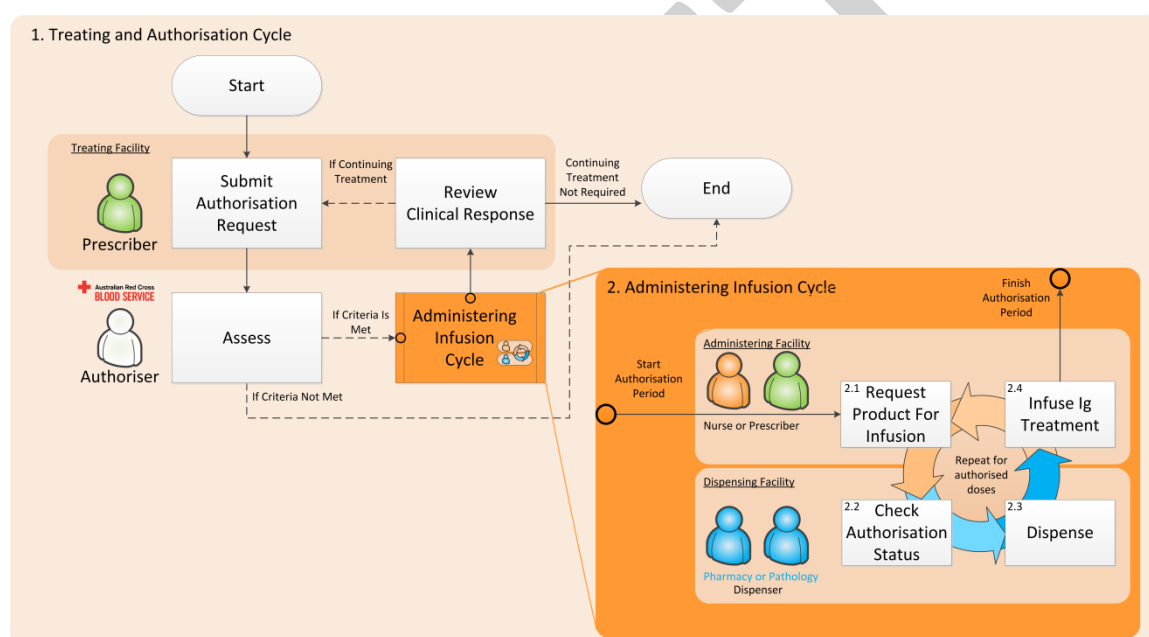 1. Treating and Authorisation Cycle
Start
Treating Facility
Prescriber
Submit
Authorisation
Request
If Continuing
Treatment
Review
Clinical Response
Continuing
Treatment
Not Required
End
Australian Red Cross
BLOOD SERVICE
Authoriser
Assess
If Criteria Is
Met
Administering
Infusion
Cycle
If Criteria Not Met
2. Administering Infusion Cycle
Finish
Authorisation
Period
Start
Authorisation
Period
Administering Facility
Nurse or Prescriber
2.1 Request
Product For
Infusion
2.4
Infuse Ig
Treatment
Repeat for
authorised
doses
Dispensing Facility
Pharmacy or Pathology
Dispenser
2.2 Check
Authorisation
Status
2.3
Dispense